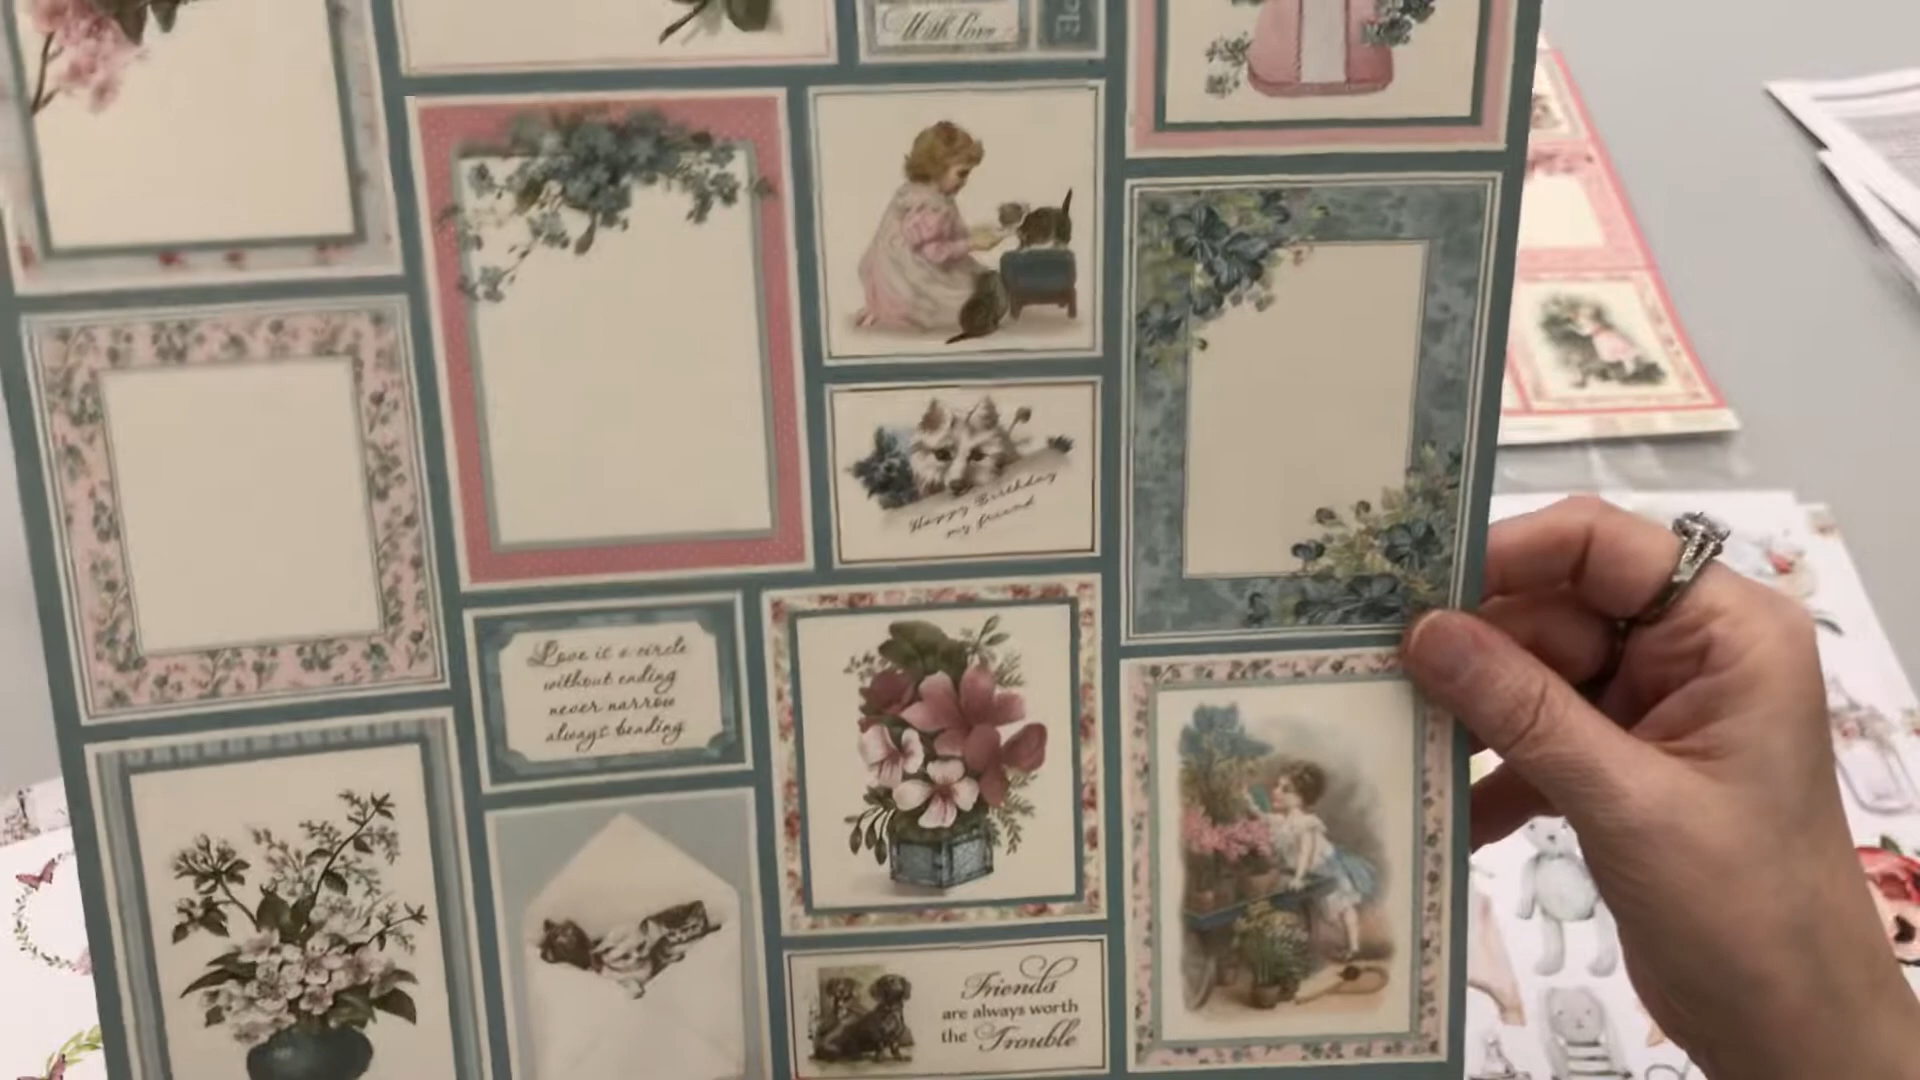 With love
Happy Birthday
my friend
Love is a circle
without ending
never narrow
always bending
Friends
are always worth
the Trouble